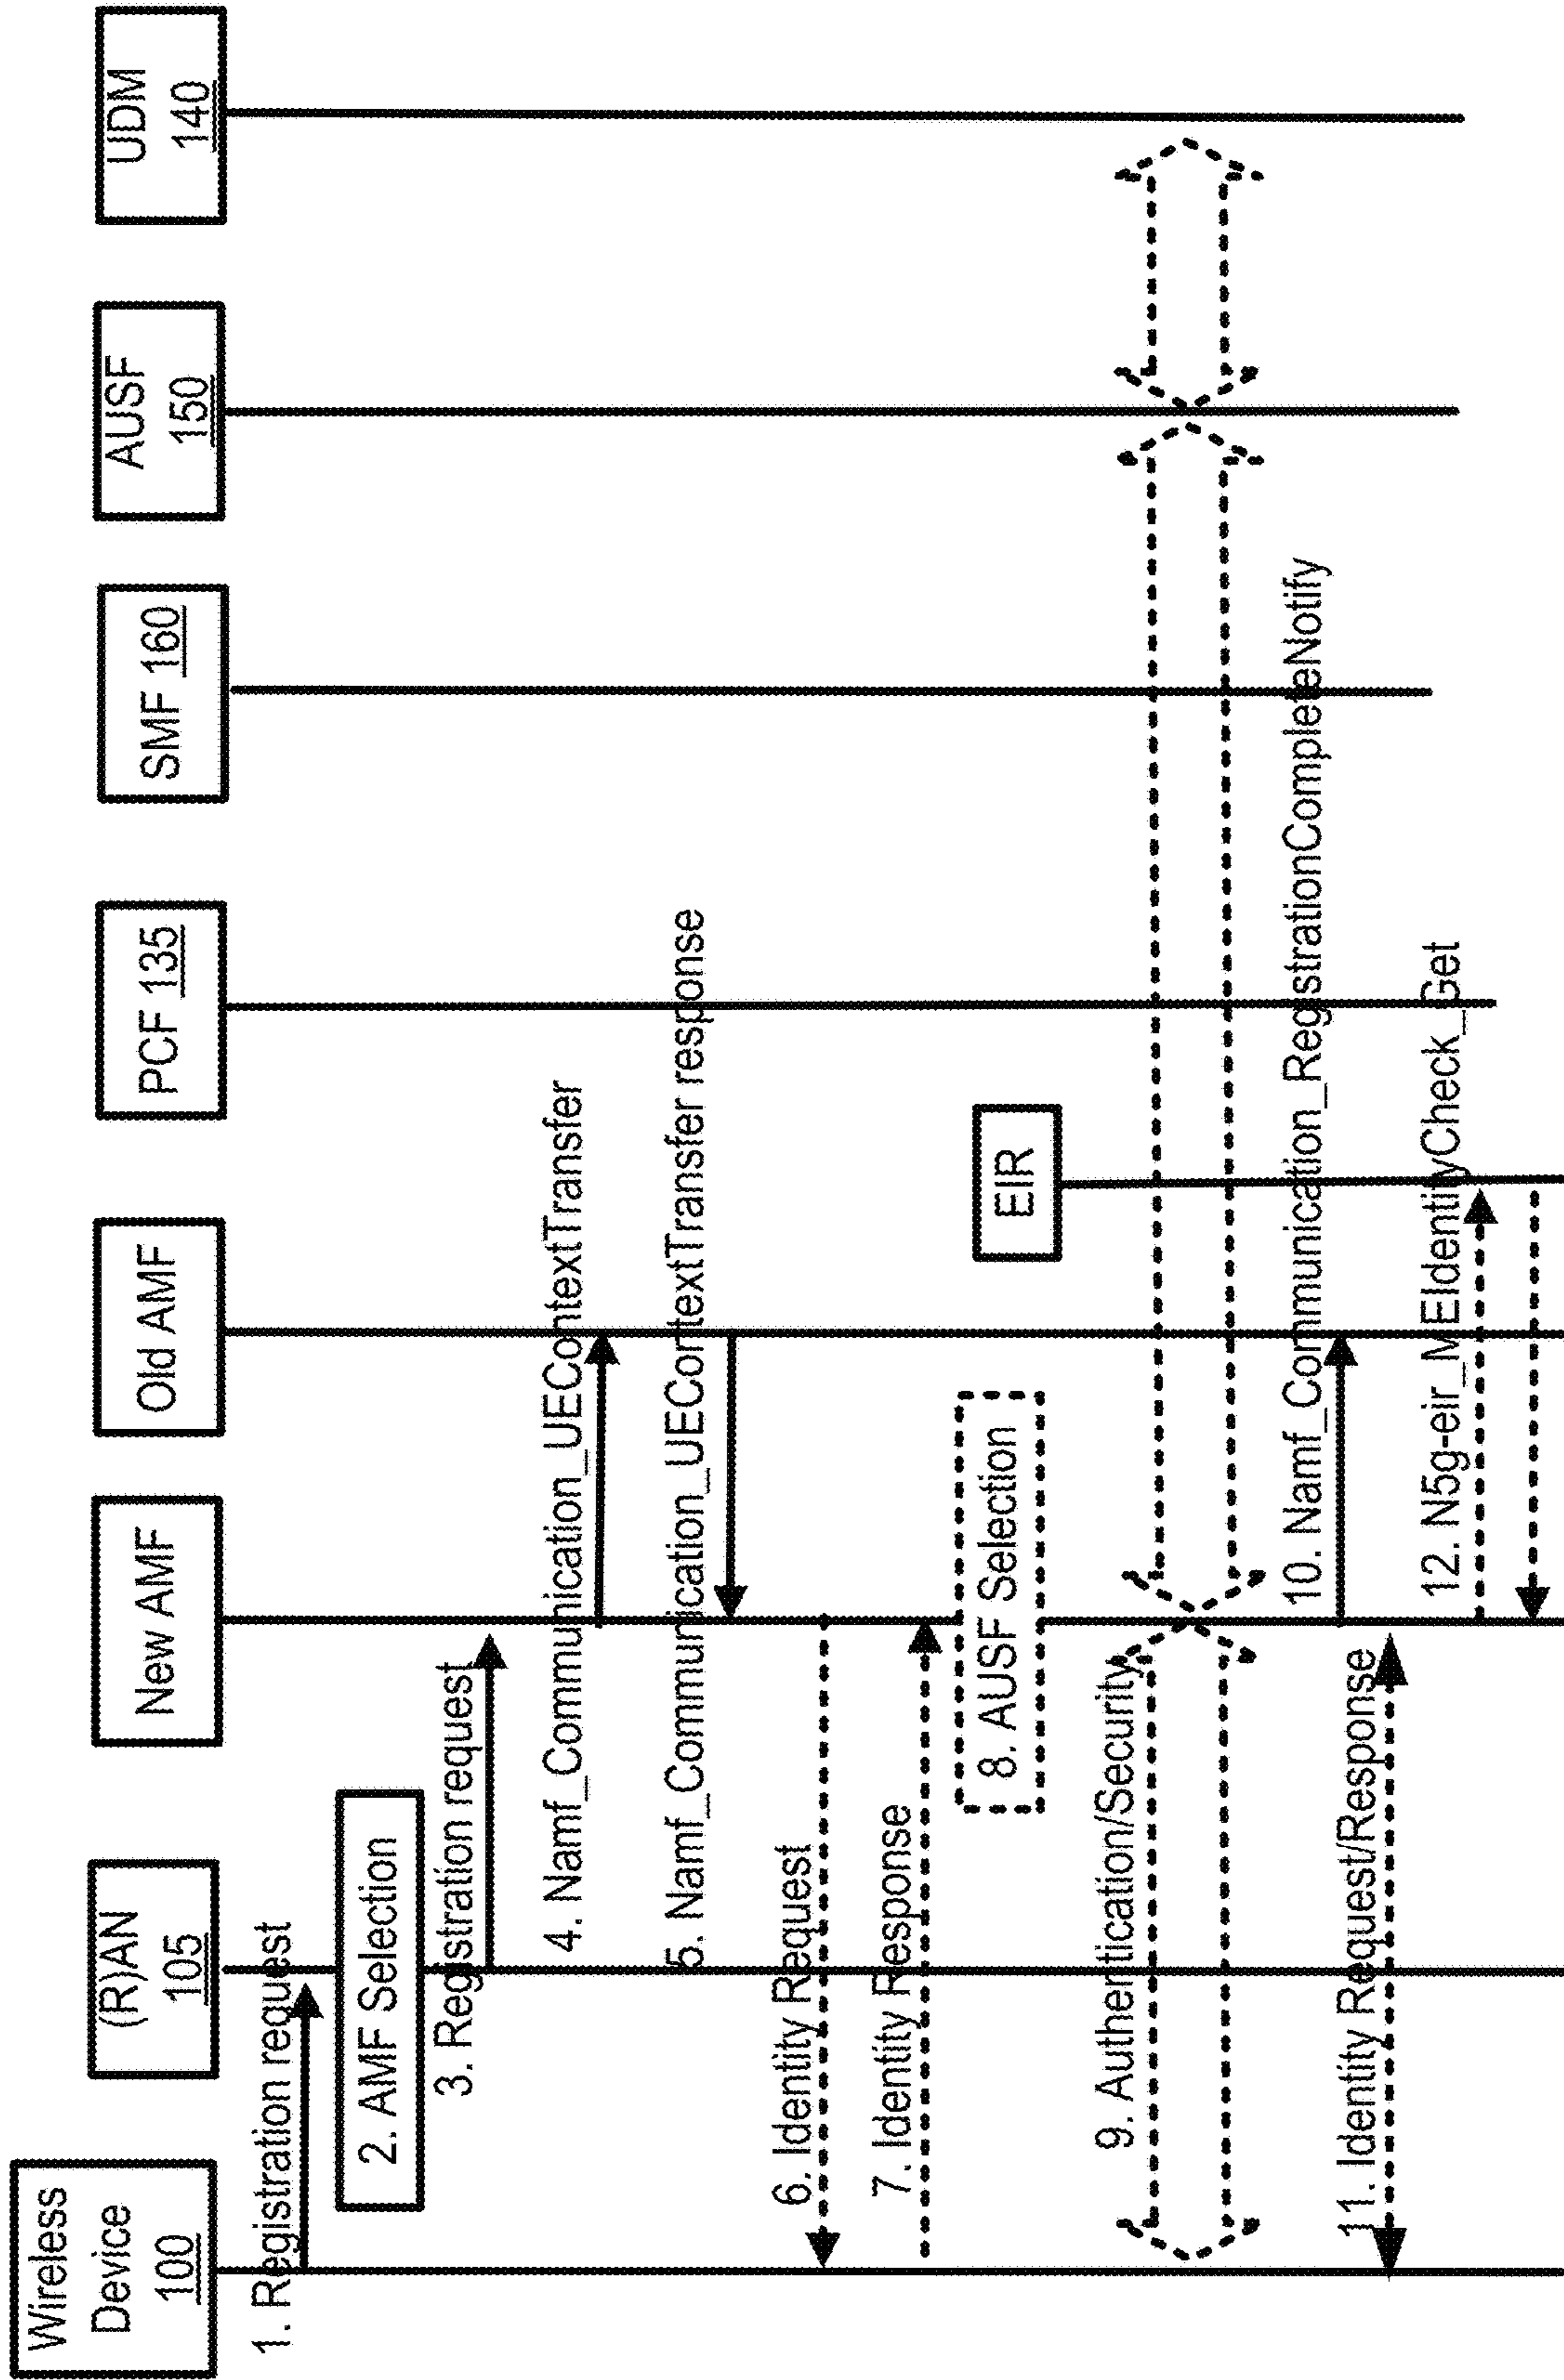 Wireless
Device
100
(R)AN
105
New AMF
Old AMF
PCF 135
SMF 160
AUSF
150
UDM
140
1. Registration request
2. AMF Selection
3. Registration request
4. Namf_Communication_UEContextTransfer
5. Namf_Communication_UEContextTransfer response
6. Identity Request
7. Identity Response
8. AUSF Selection
EIR
9. Authentication/Security
10. Namf_Communication_RegistrationCompleteNotify
11. Identity Request/Response
12. N5g-eir_MEIdentityCheck_Get